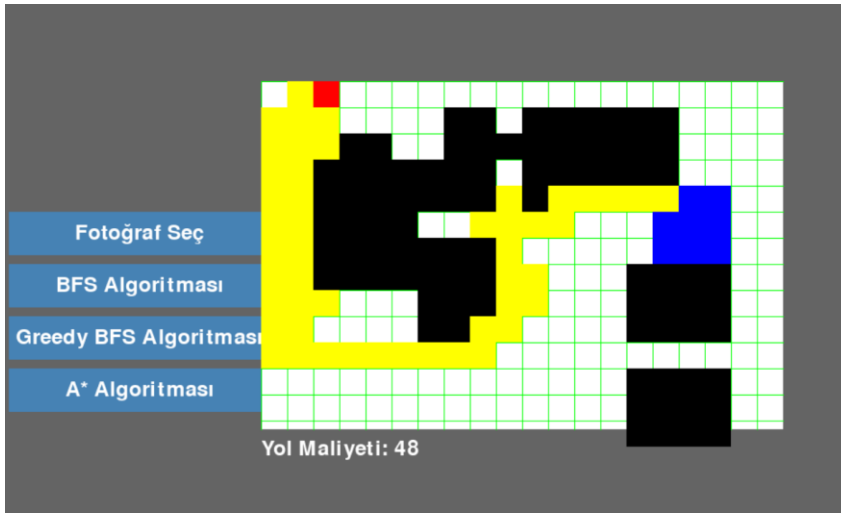 Fotoğraf Seç
BFS Algoritması
Greedy BFS Algoritması
A* Algoritması
Yol Maliyeti: 48